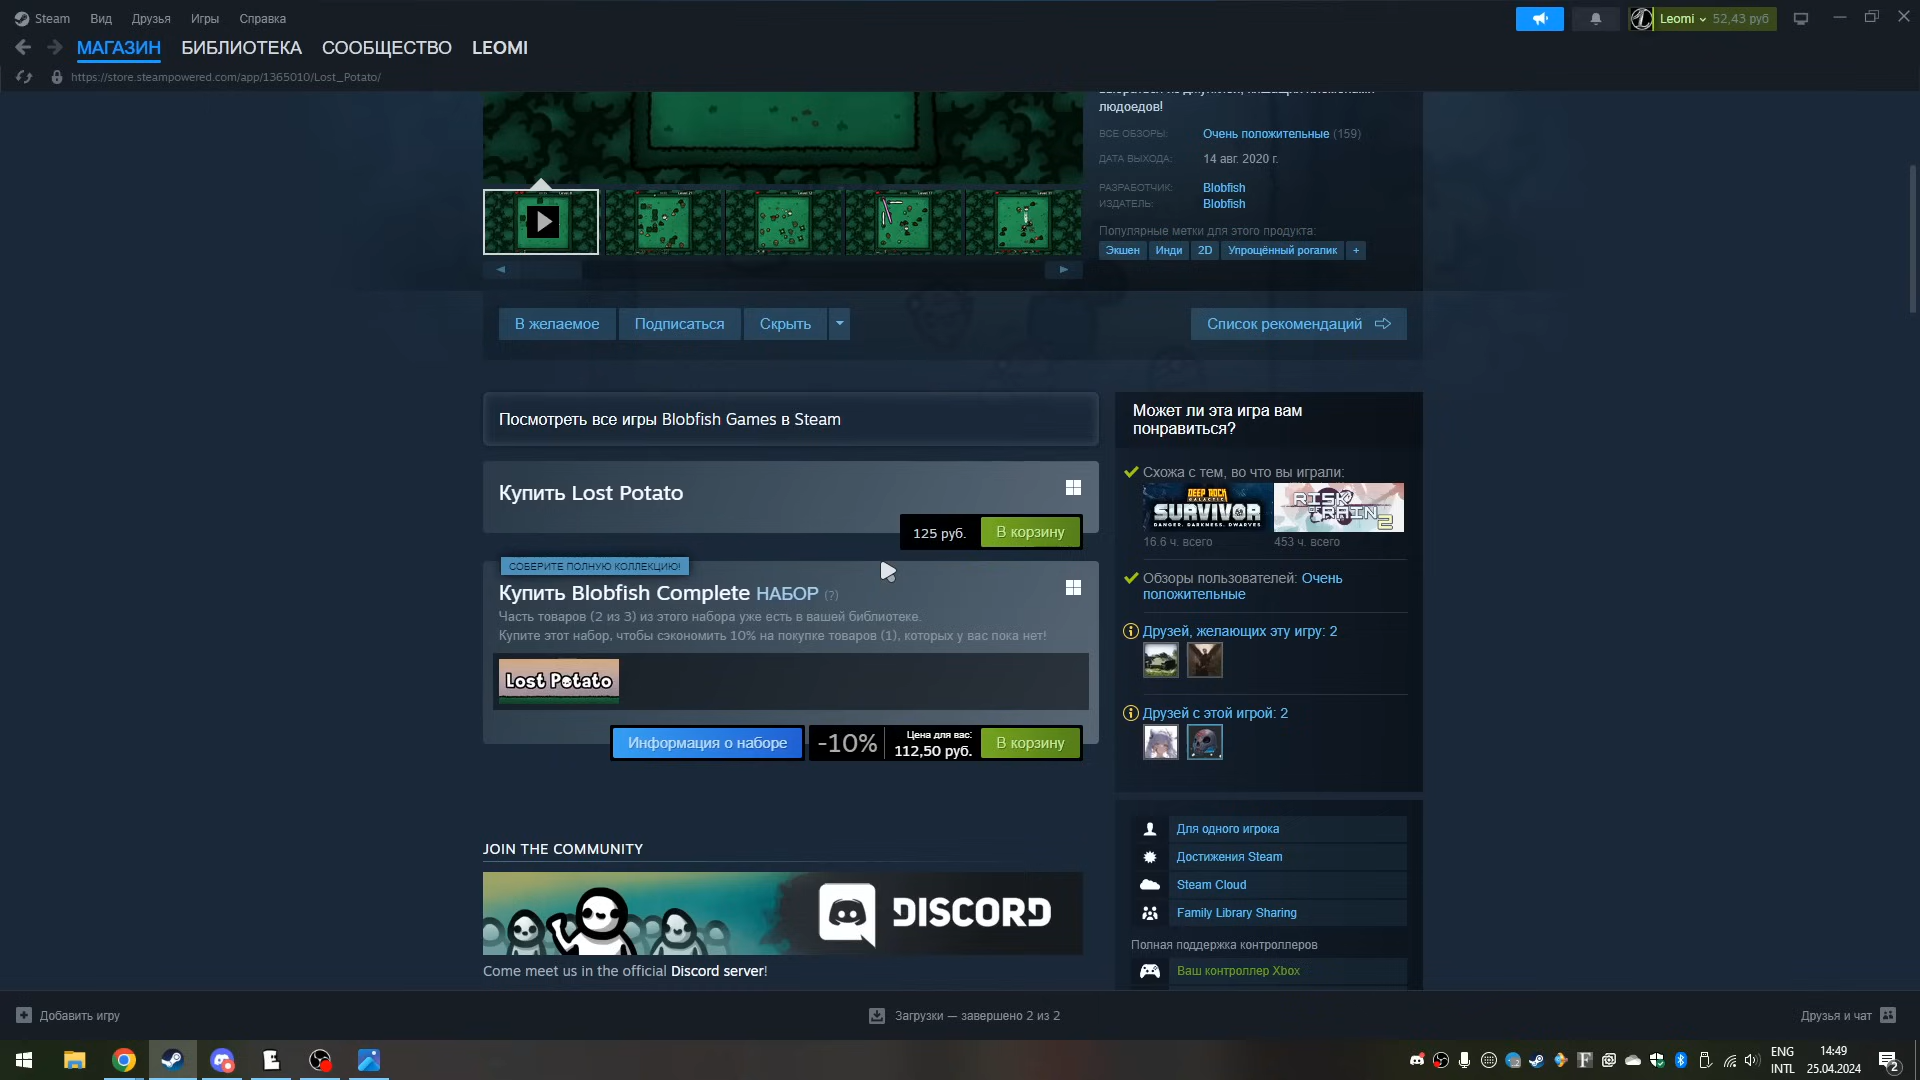 Steam Вид Друзья Игры Справка
Leomi 52,43 руб
МАГАЗИН БИБЛИОТЕКА СООБЩЕСТВО LEOMI
https://store.steampowered.com/app/1365010/Lost_Potato/
людоедов!
ВСЕ ОБЗОРЫ: Очень положительные (159)
ДАТА ВЫХОДА: 14 авг. 2020 г.
РАЗРАБОТЧИК: Blobfish
ИЗДАТЕЛЬ: Blobfish
Популярные метки для этого продукта:
Экшен Инди 2D Упрощённый рогалик +
В желаемое Подписаться Скрыть
Список рекомендаций
Посмотреть все игры Blobfish Games в Steam
Купить Lost Potato
125 руб. В корзину
СОБЕРИТЕ ПОЛНУЮ КОЛЛЕКЦИЮ!
Купить Blobfish Complete НАБОР (?)
Часть товаров (2 из 3) из этого набора уже есть в вашей библиотеке.
Купите этот набор, чтобы сэкономить 10% на покупке товаров (1), которых у вас пока нет!
Lost Potato
Информация о наборе -10% Цена для вас:
112,50 руб. В корзину
JOIN THE COMMUNITY
DISCORD
Come meet us in the official Discord server!
Может ли эта игра вам
понравиться?
Схожа с тем, во что вы играли:
DEEP ROCK
GALACTIC
SURVIVOR
DANGER. DARKNESS. DWARVES
RISK
OF RAIN 2
16.6 ч. всего 453 ч. всего
Обзоры пользователей: Очень
положительные
Друзей, желающих эту игру: 2
Друзей с этой игрой: 2
Для одного игрока
Достижения Steam
Steam Cloud
Family Library Sharing
Полная поддержка контроллеров
Ваш контроллер Xbox
Добавить игру
Загрузки — завершено 2 из 2
Друзья и чат
ENG
INTL
14:49
25.04.2024
2